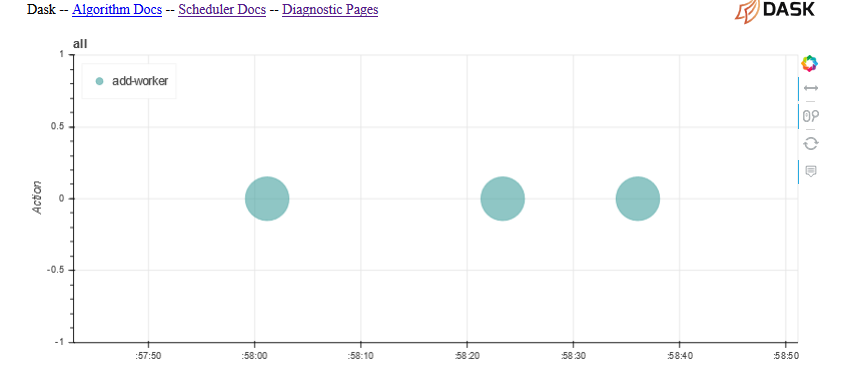 Dask -- Algorithm Docs -- Scheduler Docs -- Diagnostic Pages
DASK
all
add-worker
Action
1
0.5
0
-0.5
-1
:57:50 :58:00 :58:10 :58:20 :58:30 :58:40 :58:50